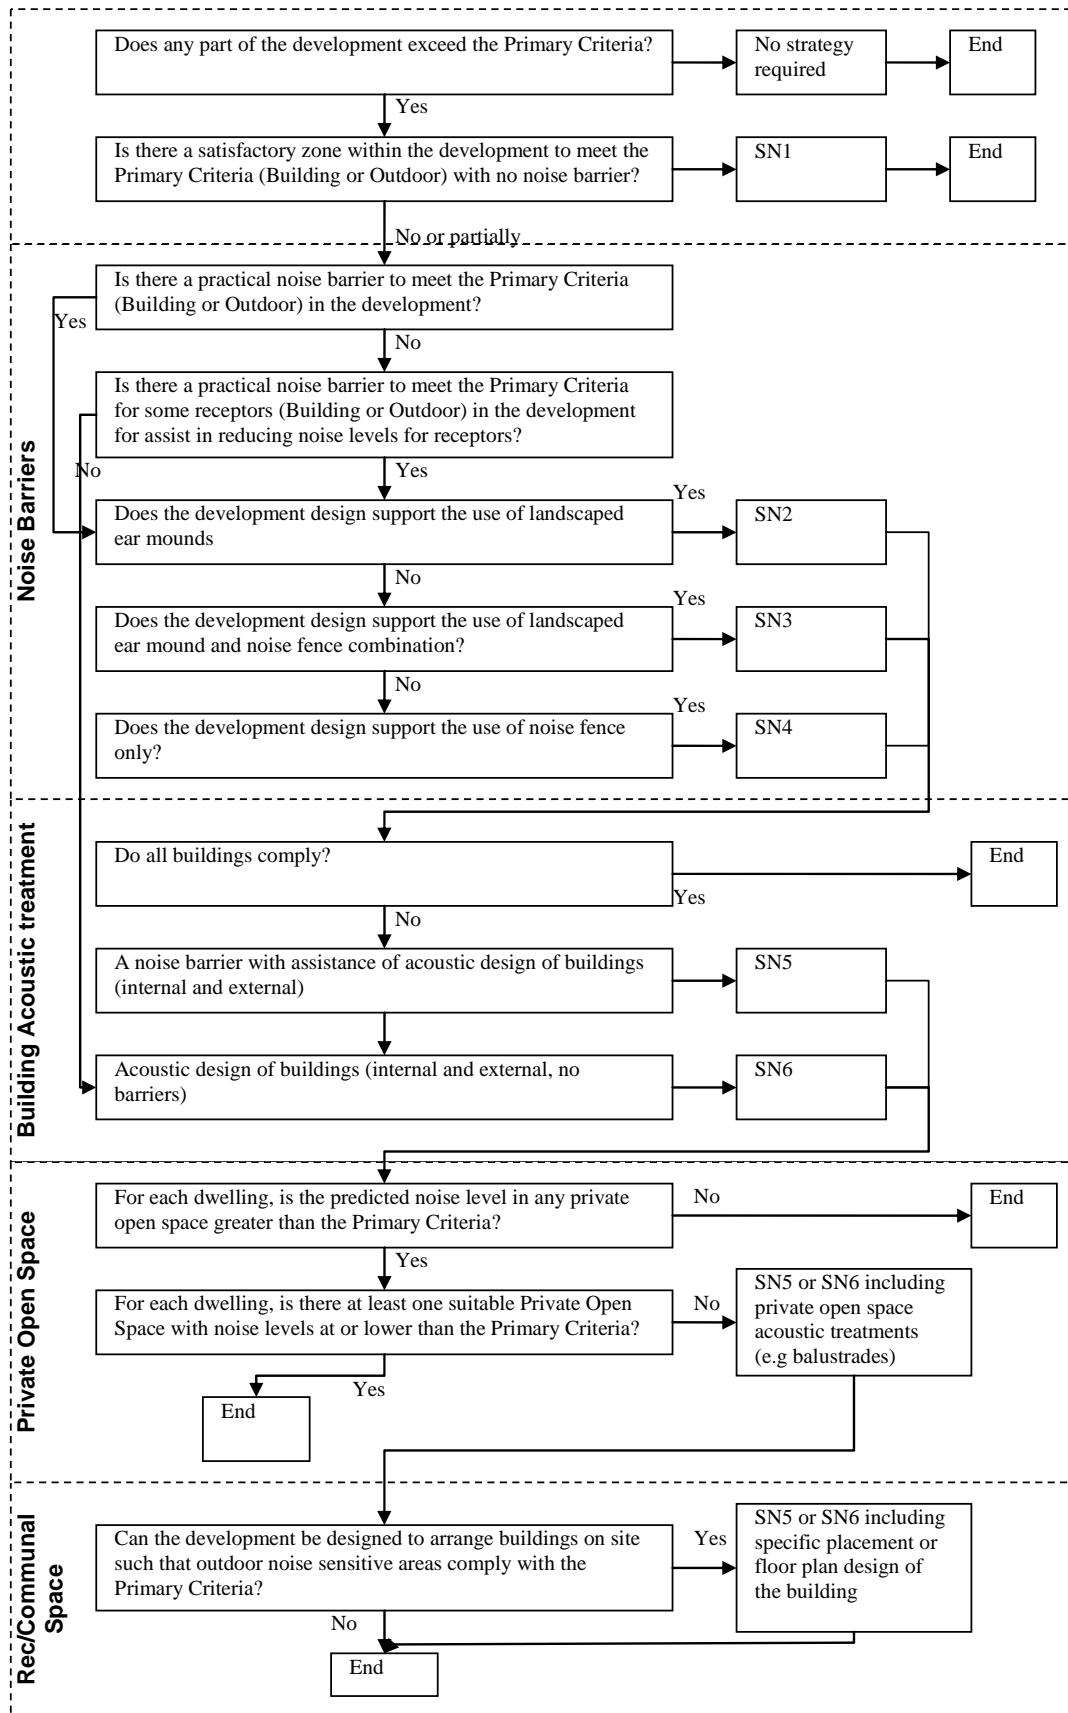 Does any part of the development exceed the Primary Criteria?
No strategy
required
End
Yes
Is there a satisfactory zone within the development to meet the
Primary Criteria (Building or Outdoor) with no noise barrier?
SN1
End
No or partially
Noise Barriers
Is there a practical noise barrier to meet the Primary Criteria
(Building or Outdoor) in the development?
Yes
No
Is there a practical noise barrier to meet the Primary Criteria
for some receptors (Building or Outdoor) in the development
for assist in reducing noise levels for receptors?
No
Yes
Does the development design support the use of landscaped
ear mounds
Yes
SN2
No
Does the development design support the use of landscaped
ear mound and noise fence combination?
Yes
SN3
No
Does the development design support the use of noise fence
only?
Yes
SN4
Building Acoustic treatment
Do all buildings comply?
Yes
End
No
A noise barrier with assistance of acoustic design of buildings
(internal and external)
SN5
Acoustic design of buildings (internal and external, no
barriers)
SN6
Private Open Space
For each dwelling, is the predicted noise level in any private
open space greater than the Primary Criteria?
No
End
Yes
For each dwelling, is there at least one suitable Private Open
Space with noise levels at or lower than the Primary Criteria?
No
SN5 or SN6 including
private open space
acoustic treatments
(e.g balustrades)
Yes
End
Rec/Communal
Space
Can the development be designed to arrange buildings on site
such that outdoor noise sensitive areas comply with the
Primary Criteria?
Yes
SN5 or SN6 including
specific placement or
floor plan design of
the building
No
End